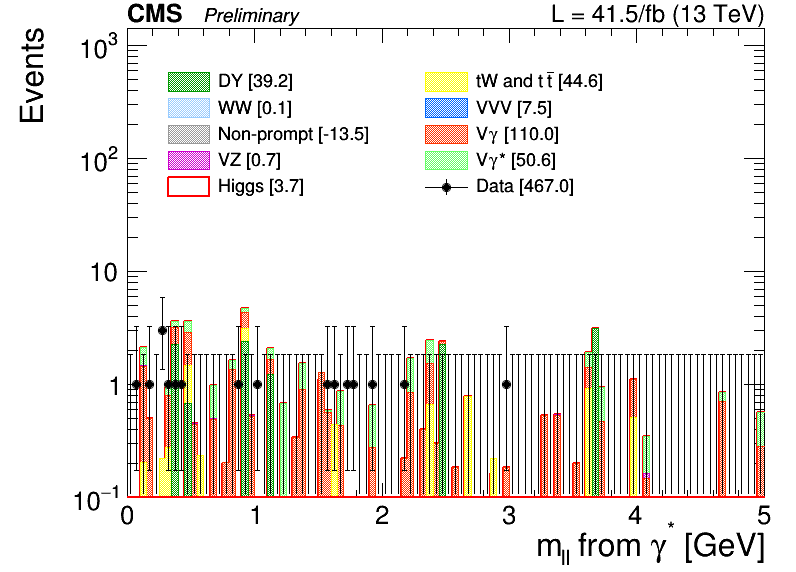 CMS Preliminary L = 41.5/fb (13 TeV)
Events
10³
10²
10
1
10⁻¹
DY [39.2]
WW [0.1]
Non-prompt [-13.5]
VZ [0.7]
Higgs [3.7]
tW and t t̅ [44.6]
VVV [7.5]
Vγ [110.0]
Vγ* [50.6]
Data [467.0]
0 1 2 3 4 5
m_ll from γ* [GeV]